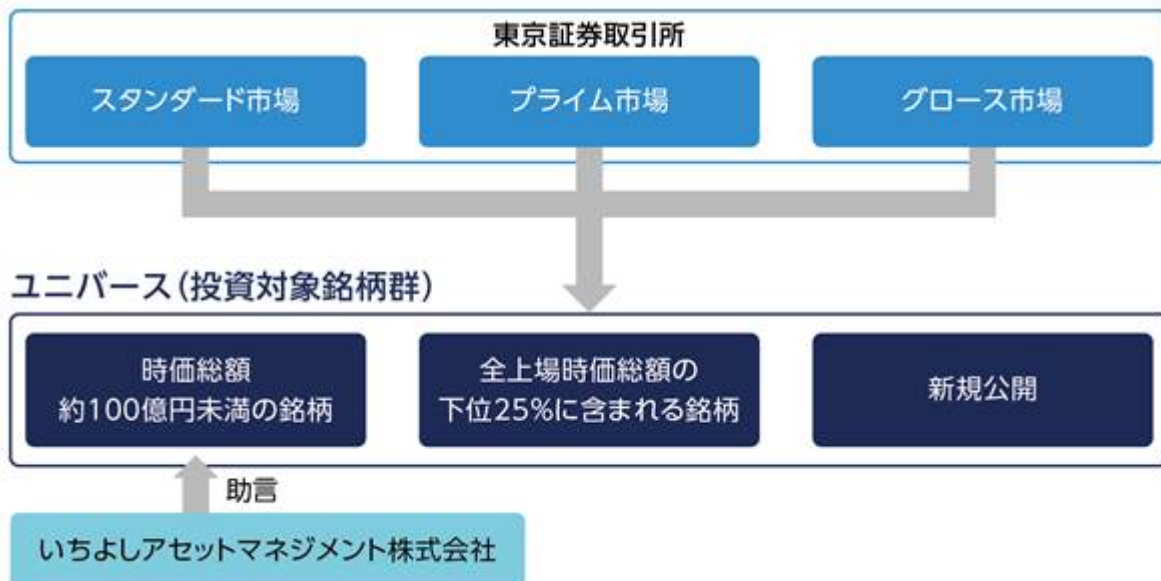 東京証券取引所
スタンダード市場
プライム市場
グロース市場
ユニバース(投資対象銘柄群)
時価総額
約100億円未満の銘柄
全上場時価総額の
下位25%に含まれる銘柄
新規公開
助言
いちよしアセットマネジメント株式会社